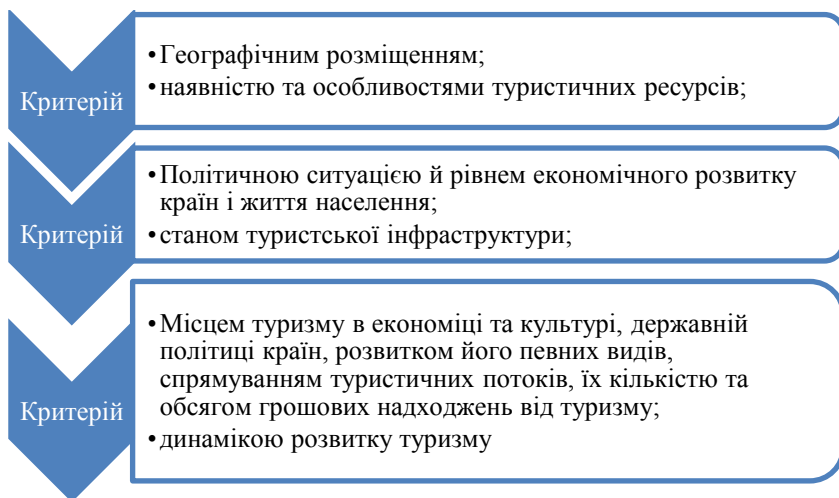 Критерій
• Географічним розміщенням;
• наявністю та особливостями туристичних ресурсів;
Критерій
• Політичною ситуацією й рівнем економічного розвитку
країн і життя населення;
• станом туристської інфраструктури;
Критерій
• Місцем туризму в економіці та культурі, державній
політиці країн, розвитком його певних видів,
спрямуванням туристичних потоків, їх кількістю та
обсягом грошових надходжень від туризму;
• динамікою розвитку туризму